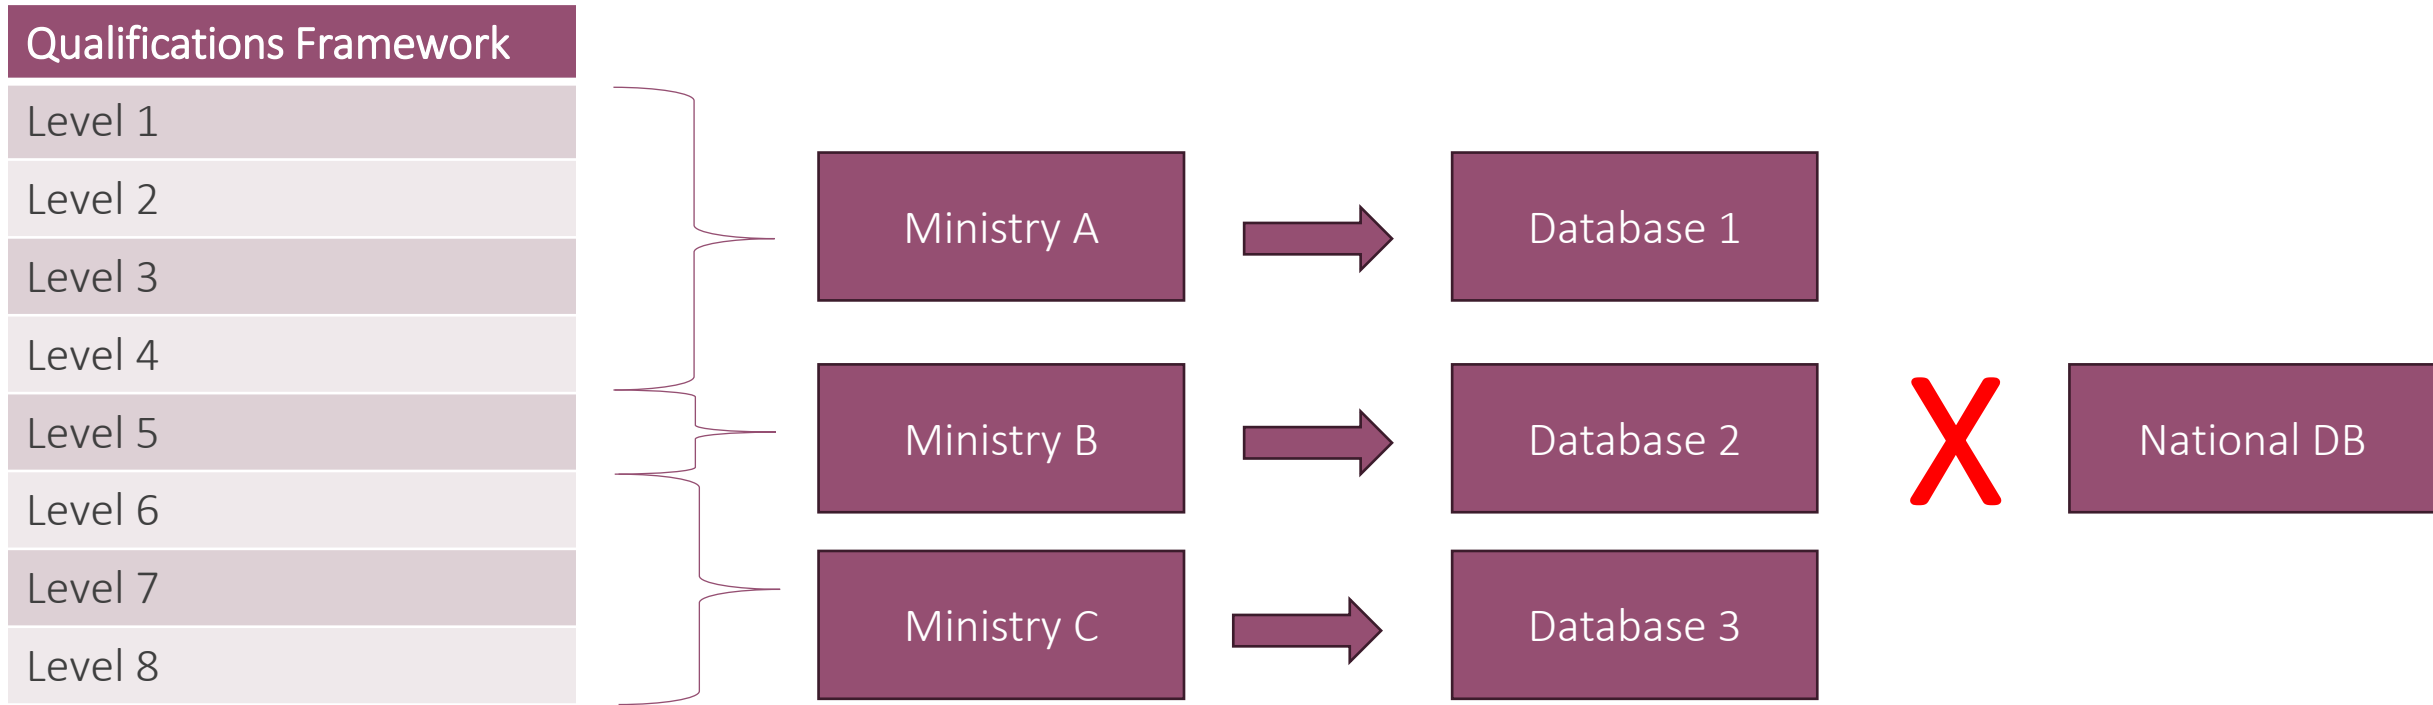 Qualifications Framework
Level 1
Level 2
Level 3
Level 4
Level 5
Level 6
Level 7
Level 8
Ministry A
Database 1
Ministry B
Database 2
X
National DB
Ministry C
Database 3